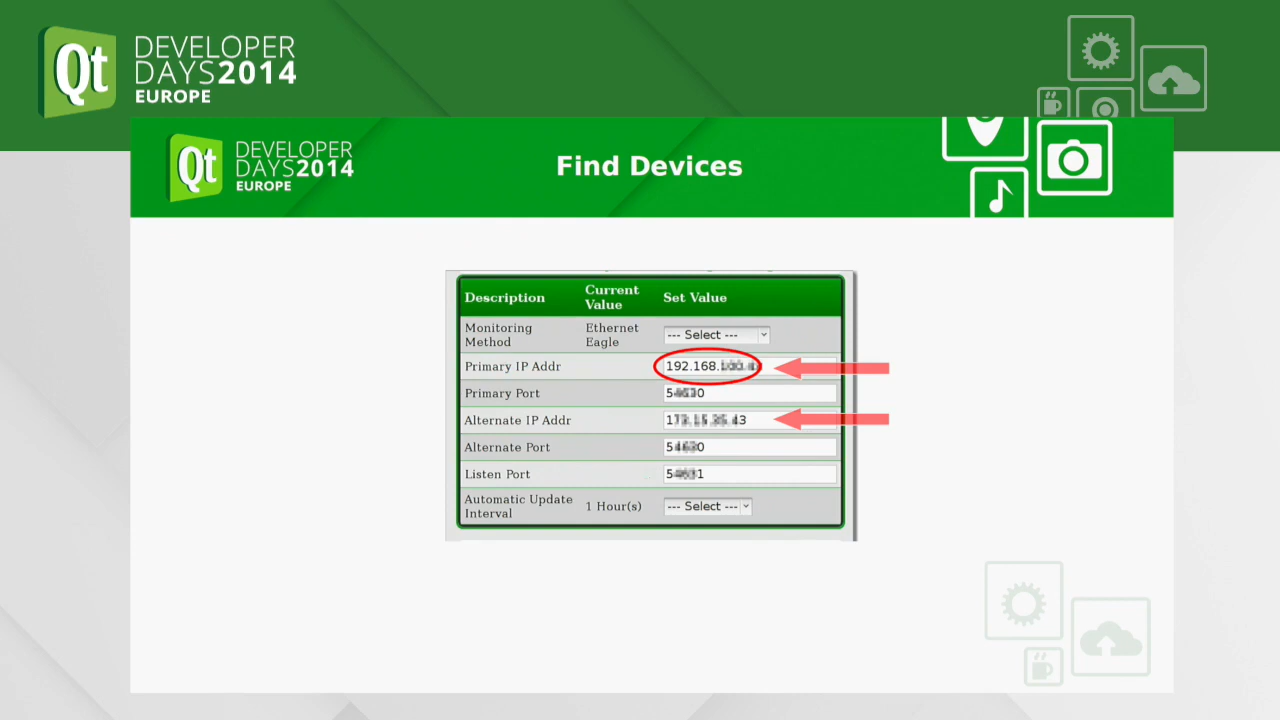 Qt DEVELOPER
DAYS2014
EUROPE
Qt DEVELOPER
DAYS2014
EUROPE
Find Devices
Description Current Value Set Value
Monitoring Method Ethernet Eagle --- Select ---
Primary IP Addr 192.168.
Primary Port
Alternate IP Addr
Alternate Port
Listen Port
Automatic Update Interval 1 Hour(s) --- Select ---